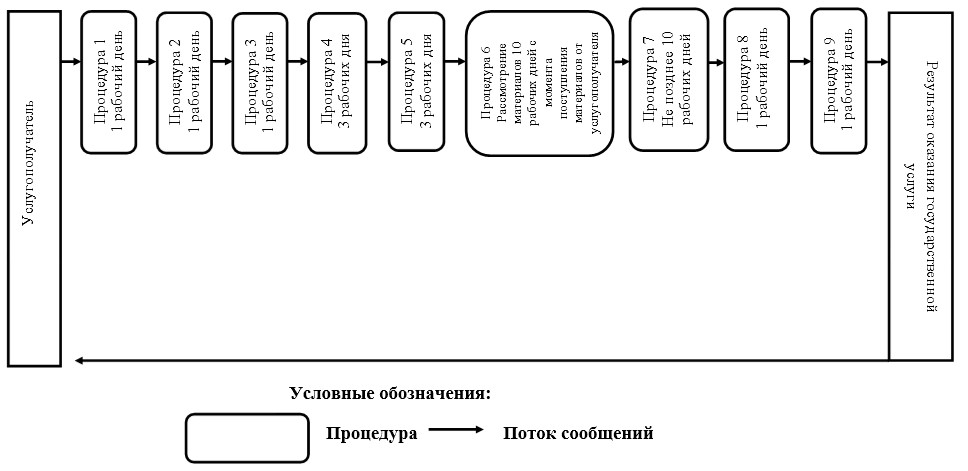 Услугополучатель
Процедура 1
1 рабочий день
Процедура 2
1 рабочий день
Процедура 3
1 рабочий день
Процедура 4
3 рабочих дня
Процедура 5
3 рабочих дня
Процедура 6
Рассмотрение
материалов 10
рабочих дней с
момента
поступления
материалов от
услугополучателя
Процедура 7
Не позднее 10
рабочих дней
Процедура 8
1 рабочий день
Процедура 9
1 рабочий день
Результат оказания государственной
услуги
Условные обозначения:
Процедура
Поток сообщений